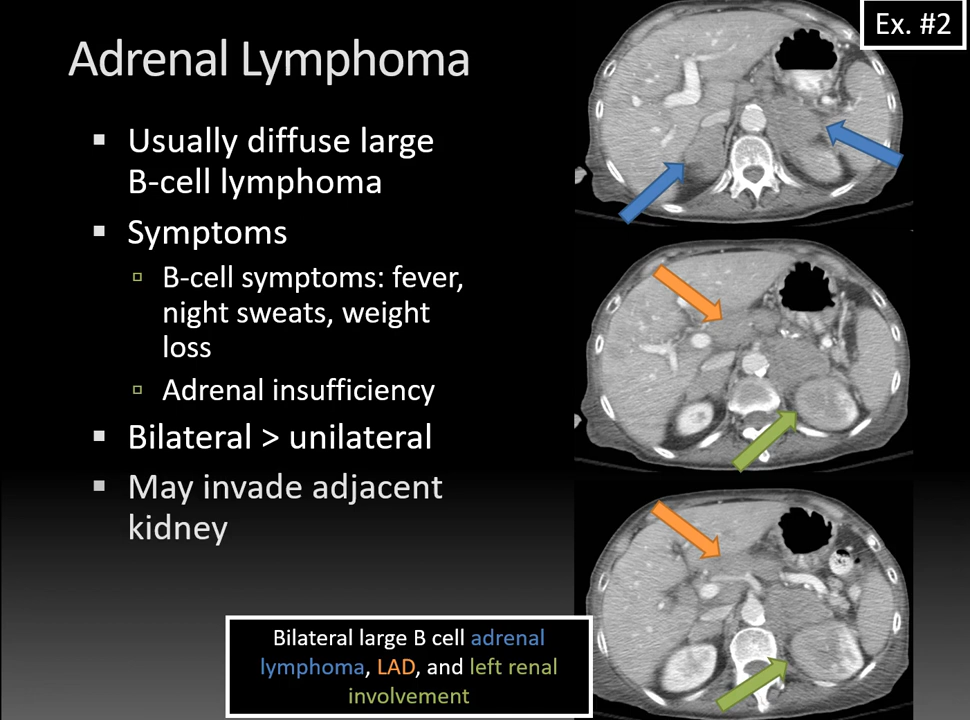 Ex. #2
Adrenal Lymphoma
Usually diffuse large
B-cell lymphoma
Symptoms
B-cell symptoms: fever,
night sweats, weight
loss
Adrenal insufficiency
Bilateral > unilateral
May invade adjacent
kidney
Bilateral large B cell adrenal
lymphoma, LAD, and left renal
involvement